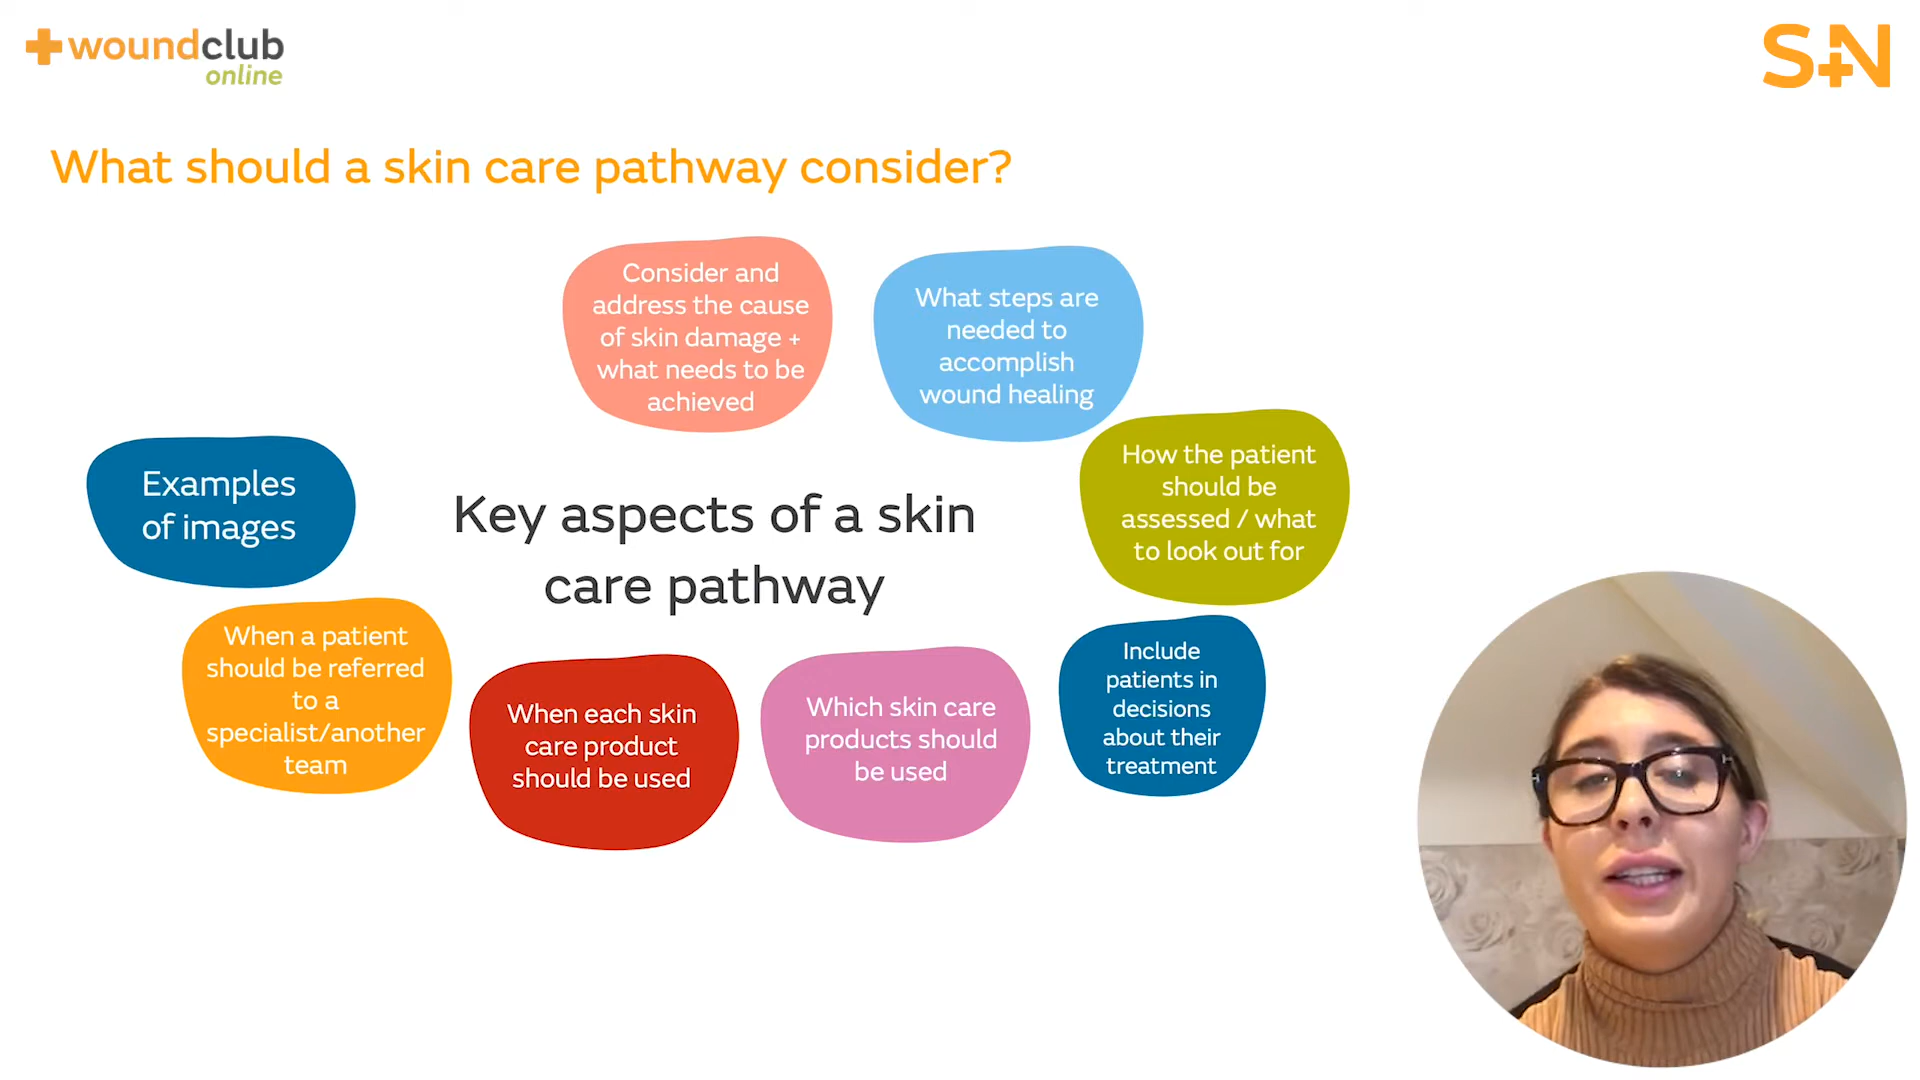 woundclub
online
S+N
What should a skin care pathway consider?
Consider and
address the cause
of skin damage +
what needs to be
achieved
What steps are
needed to
accomplish
wound healing
How the patient
should be
assessed / what
to look out for
Include
patients in
decisions
about their
treatment
Which skin care
products should
be used
When each skin
care product
should be used
When a patient
should be referred
to a
specialist/another
team
Examples
of images
Key aspects of a skin
care pathway